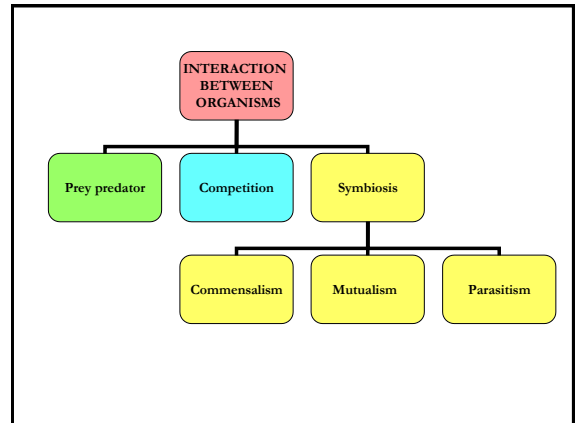 INTERACTION
BETWEEN
ORGANISMS
Prey predator
Competition
Symbiosis
Commensalism
Mutualism
Parasitism